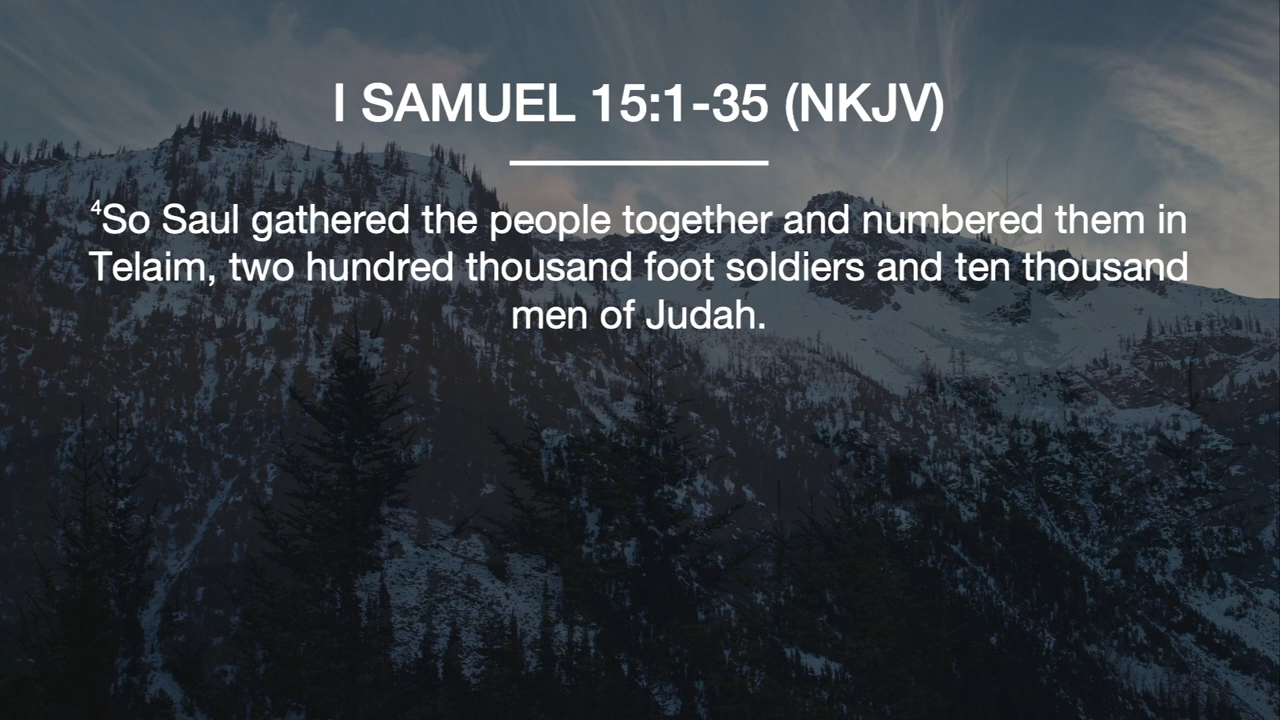 I SAMUEL 15:1-35 (NKJV)
⁴So Saul gathered the people together and numbered them in
Telaim, two hundred thousand foot soldiers and ten thousand
men of Judah.